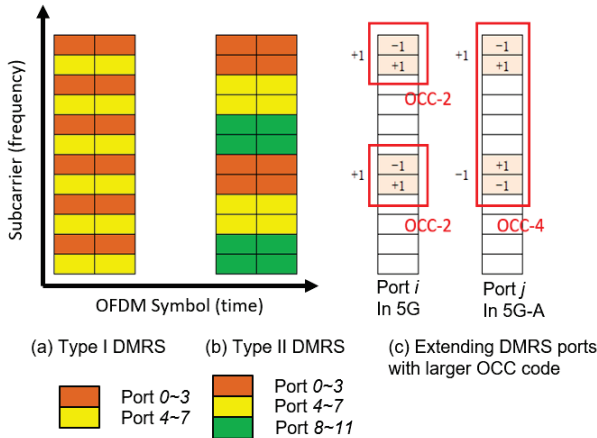 Subcarrier (frequency)
OFDM Symbol (time)
+1
−1
+1
OCC-2
+1
−1
+1
OCC-2
Port i
In 5G
+1
−1
+1
−1
+1
−1
OCC-4
Port j
In 5G-A
(a) Type I DMRS
Port 0~3
Port 4~7
(b) Type II DMRS
Port 0~3
Port 4~7
Port 8~11
(c) Extending DMRS ports
with larger OCC code